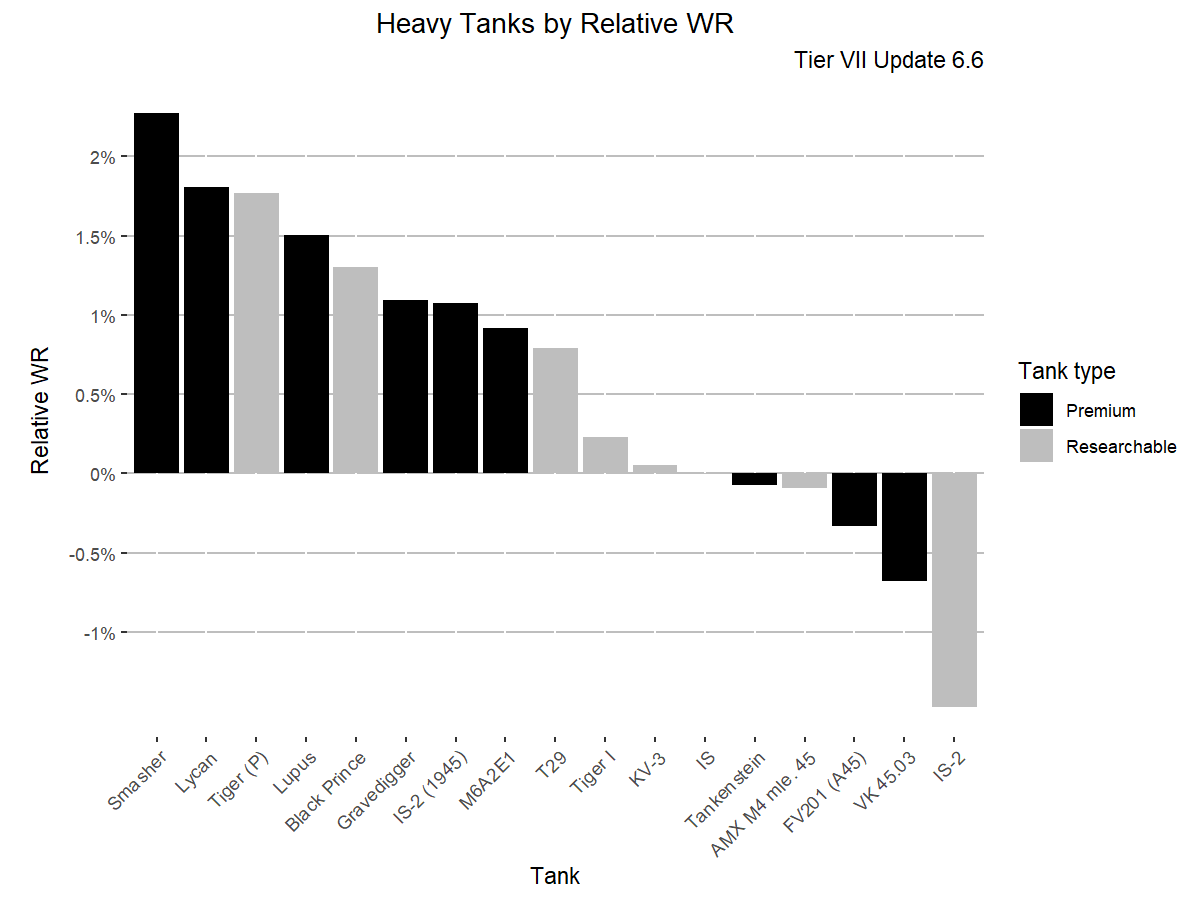 Heavy Tanks by Relative WR
Tier VII Update 6.6
2%
1.5%
1%
0.5%
0%
-0.5%
-1%
Relative WR
Smasher
Lycan
Tiger (P)
Lupus
Black Prince
Gravedigger
IS-2 (1945)
M6A2E1
T29
Tiger I
KV-3
IS
Tankenstein
AMX M4 mle. 45
FV201 (A45)
VK 45.03
IS-2
Tank
Tank type
Premium
Researchable